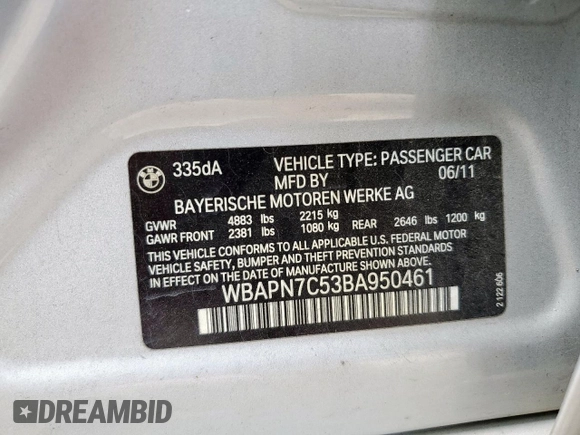 BMW
335dA VEHICLE TYPE: PASSENGER CAR
MFD BY 06/11
BAYERISCHE MOTOREN WERKE AG
GVWR 4883 lbs 2215 kg
GAWR FRONT 2381 lbs 1080 kg REAR 2646 lbs 1200 kg
THIS VEHICLE CONFORMS TO ALL APPLICABLE U.S. FEDERAL MOTOR
VEHICLE SAFETY, BUMPER AND THEFT PREVENTION STANDARDS
IN EFFECT ON THE DATE OF MANUFACTURE SHOWN ABOVE.
WBAPN7C53BA950461
2 122 606
DREAMBID